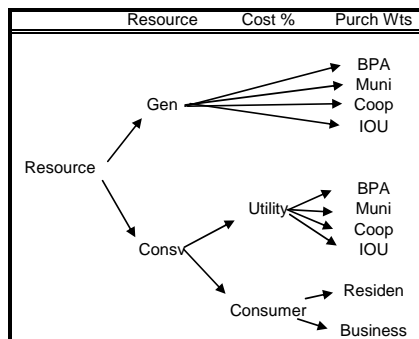 Resource Cost % Purch Wts
BPA
Muni
Gen
Coop
IOU
Resource
BPA
Utility
Muni
Coop
Consv
IOU
Residen
Consumer
Business